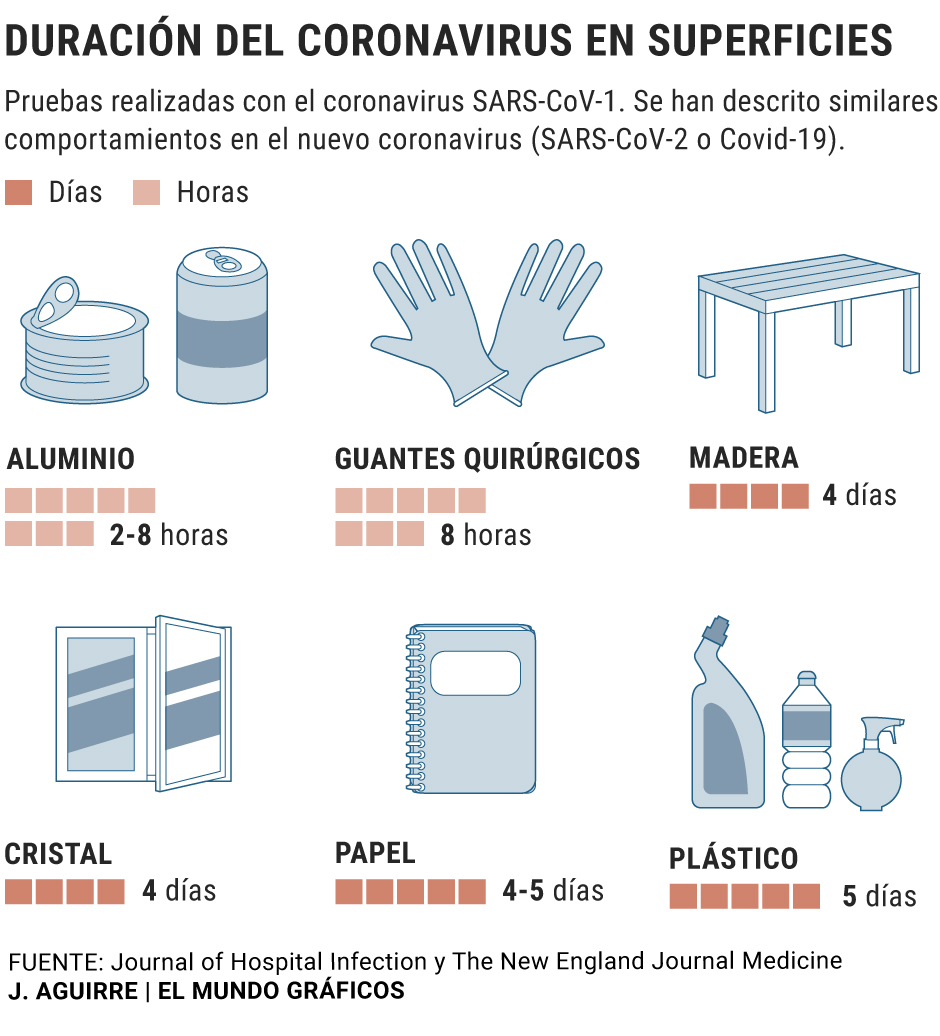 DURACIÓN DEL CORONAVIRUS EN SUPERFICIES
Pruebas realizadas con el coronavirus SARS-CoV-1. Se han descrito similares
comportamientos en el nuevo coronavirus (SARS-CoV-2 o Covid-19).
Días Horas
ALUMINIO
2-8 horas
GUANTES QUIRÚRGICOS
8 horas
MADERA
4 días
CRISTAL
4 días
PAPEL
4-5 días
PLÁSTICO
5 días
FUENTE: Journal of Hospital Infection y The New England Journal Medicine
J. AGUIRRE | EL MUNDO GRÁFICOS